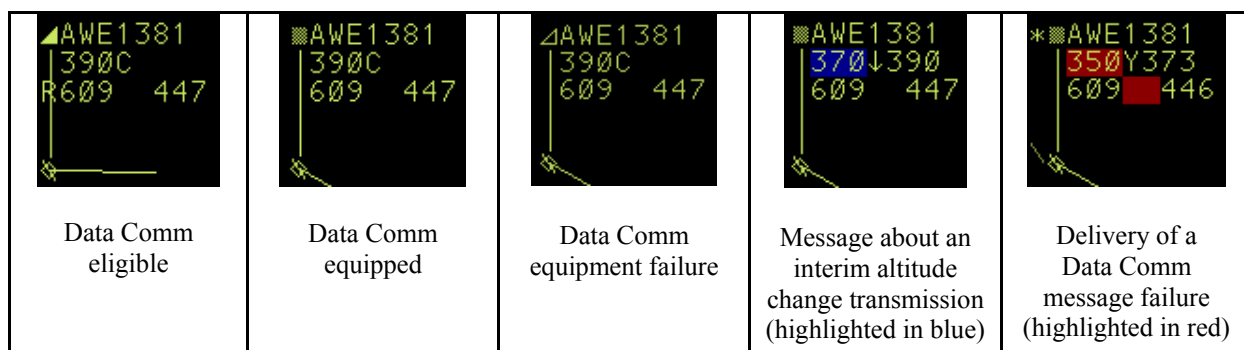 AWE1381
390C
R609 447
Data Comm
eligible
AWE1381
390C
609 447
Data Comm
equipped
AWE1381
390C
609 447
Data Comm
equipment failure
AWE1381
370↓390
609 447
Message about an
interim altitude
change transmission
(highlighted in blue)
*AWE1381
350Y373
609 446
Delivery of a
Data Comm
message failure
(highlighted in red)